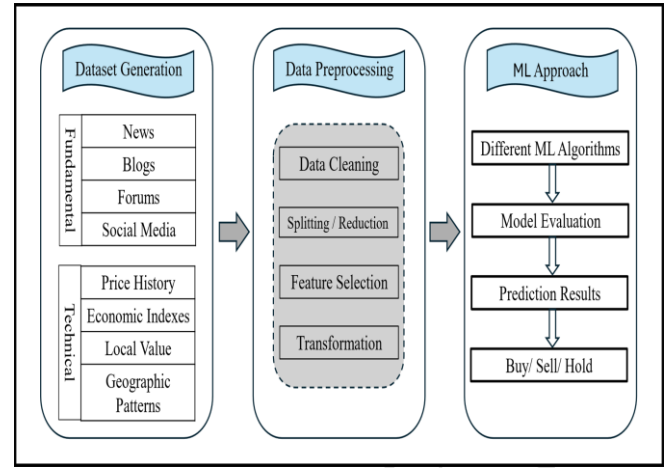 Dataset Generation
Fundamental
News
Blogs
Forums
Social Media
Technical
Price History
Economic Indexes
Local Value
Geographic
Patterns
Data Preprocessing
Data Cleaning
Splitting / Reduction
Feature Selection
Transformation
ML Approach
Different ML Algorithms
Model Evaluation
Prediction Results
Buy/ Sell/ Hold